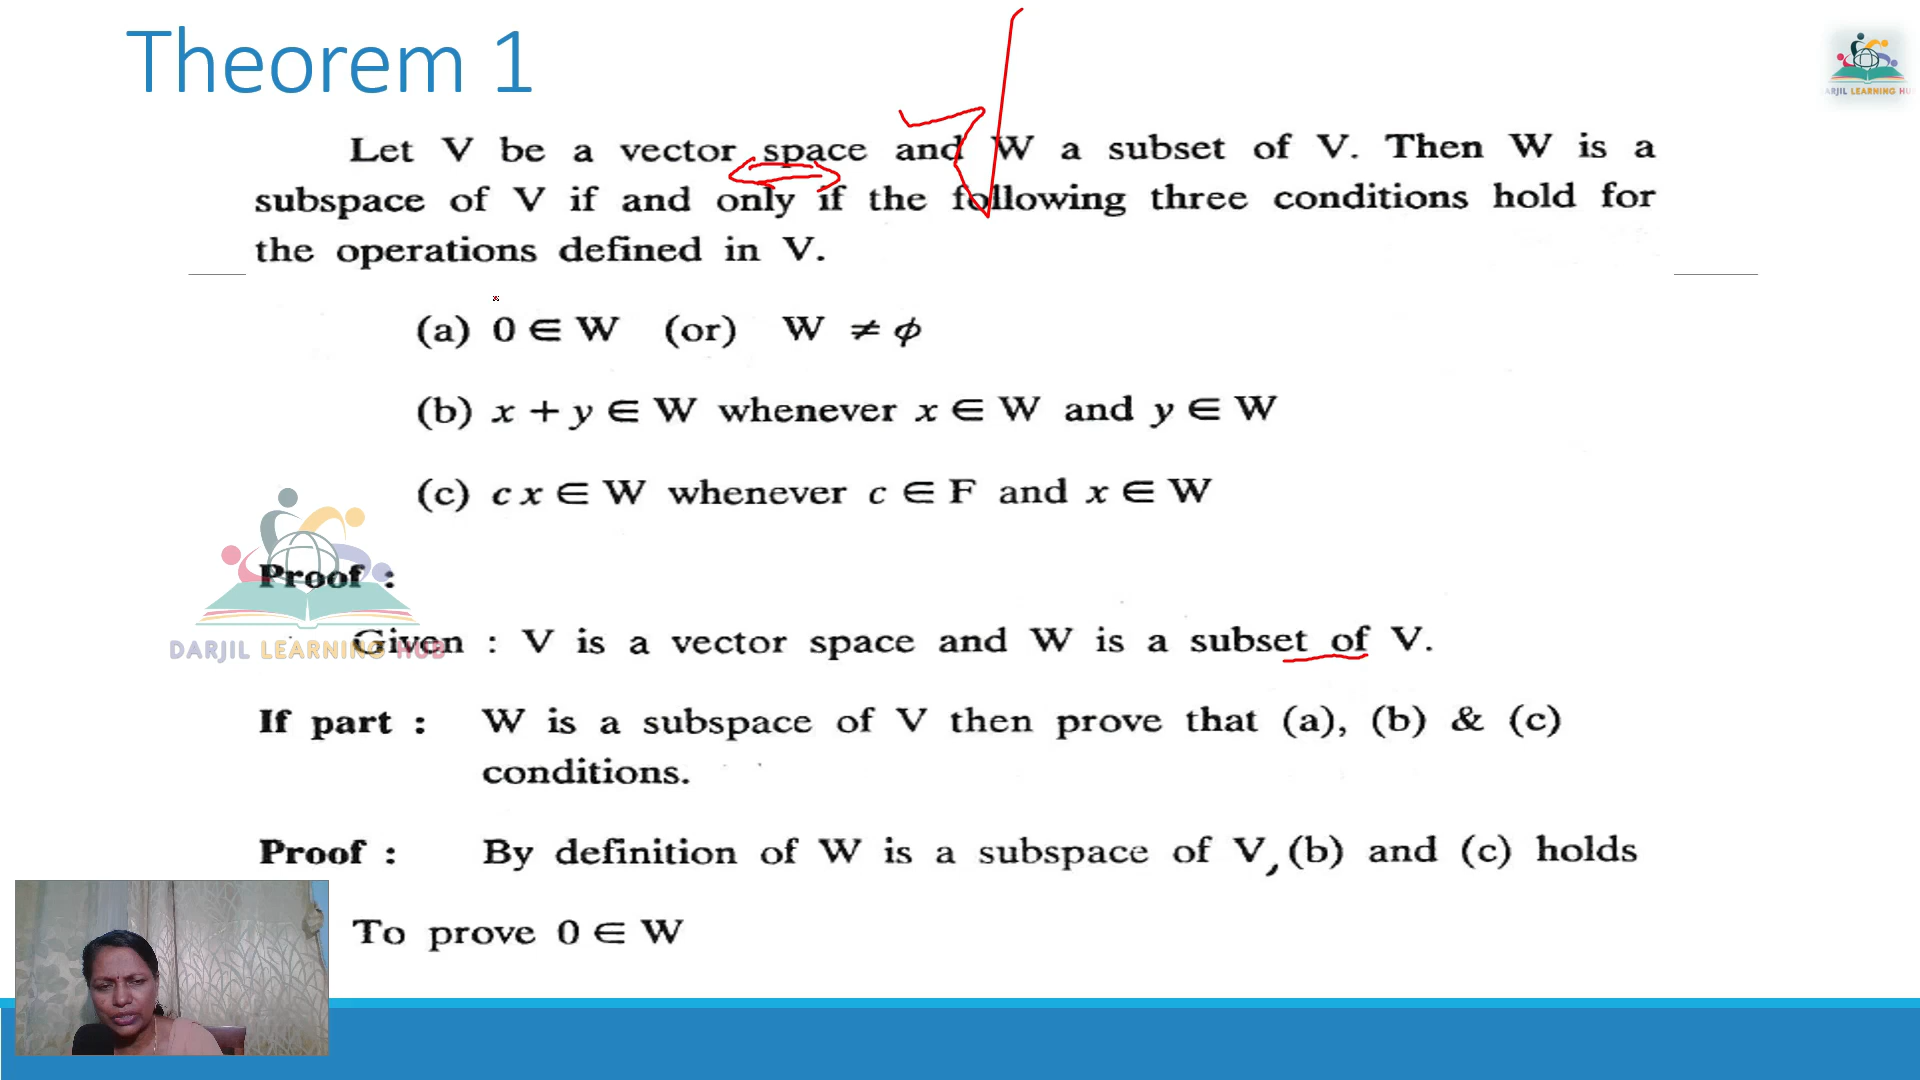 Theorem 1
DARJIL LEARNING HUB
Let V be a vector space and W a subset of V. Then W is a
subspace of V if and only if the following three conditions hold for
the operations defined in V.
(a) 0 ∈ W (or) W ≠ ϕ
(b) x + y ∈ W whenever x ∈ W and y ∈ W
(c) c x ∈ W whenever c ∈ F and x ∈ W
Proof :
Given : V is a vector space and W is a subset of V.
DARJIL LEARNING HUB
If part : W is a subspace of V then prove that (a), (b) & (c)
conditions.
Proof : By definition of W is a subspace of V, (b) and (c) holds
To prove 0 ∈ W